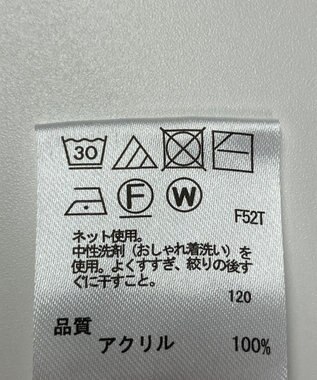 30
F W
F52T
ネット使用。
中性洗剤（おしゃれ着洗い）を
使用。よくすすぎ、絞りの後す
ぐに干すこと。
120
品質
アクリル 100%